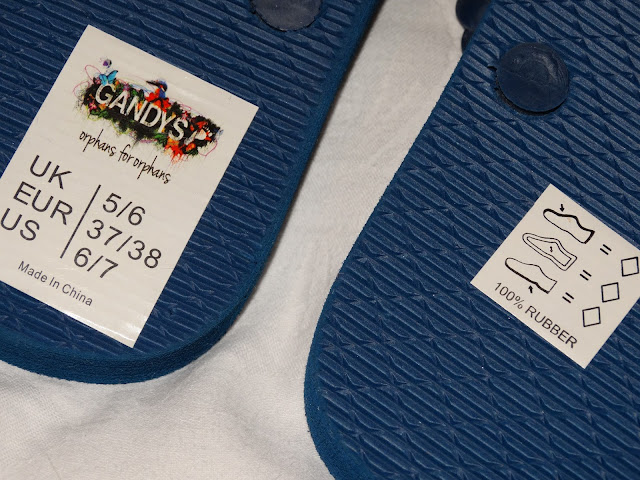 GANDYS
orphans for orphans
UK 5/6
EUR 37/38
US 6/7
Made In China
100% RUBBER